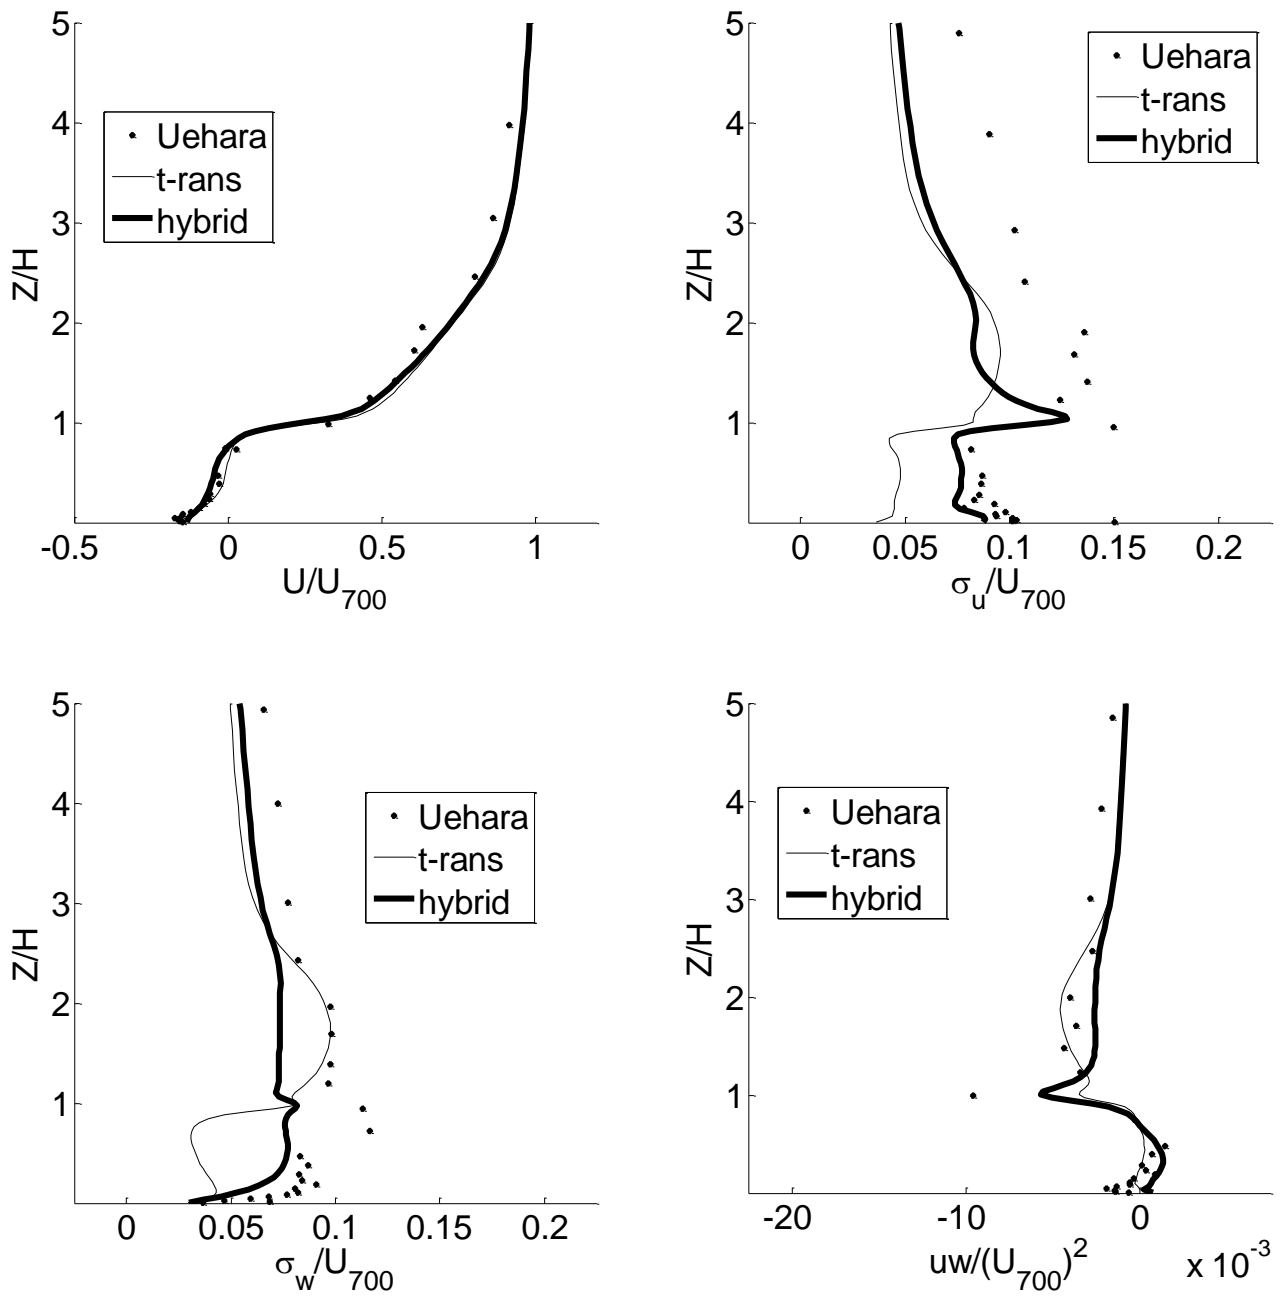 5
4
3
2
1
Z/H
Uehara
t-rans
hybrid
-0.5 0 0.5 1
U/U700
5
4
3
2
1
Z/H
Uehara
t-rans
hybrid
0 0.05 0.1 0.15 0.2
σu/U700
5
4
3
2
1
Z/H
Uehara
t-rans
hybrid
0 0.05 0.1 0.15 0.2
σw/U700
5
4
3
2
1
Z/H
Uehara
t-rans
hybrid
-20 -10 0
uw/(U700)² x 10⁻³